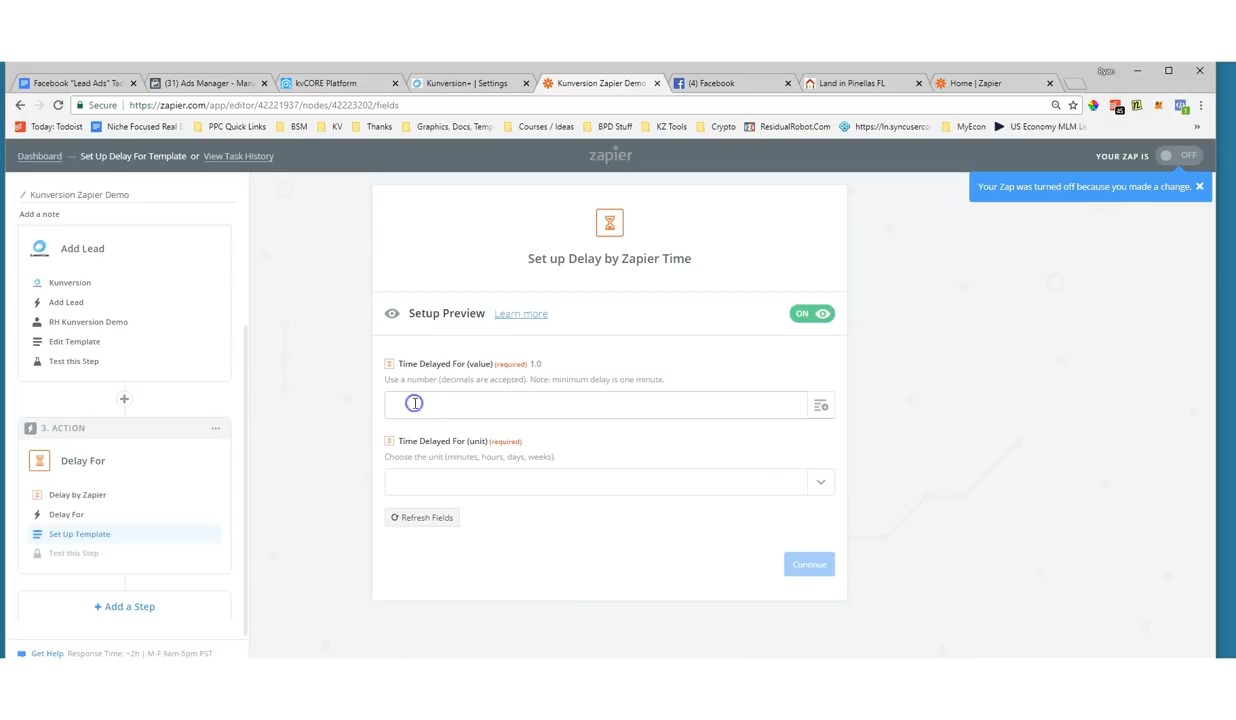 Ryan
Facebook "Lead Ads" Tac
(31) Ads Manager - Mana
kvCORE Platform
Kunversion+ | Settings
Kunversion Zapier Demo
(4) Facebook
Land in Pinellas FL
Home | Zapier
Secure | https://zapier.com/app/editor/42221937/nodes/42223202/fields
45
1
Today: Todoist
Niche Focused Real E
PPC Quick Links
BSM
KV
Thanks
Graphics, Docs, Temp
Courses / Ideas
BPD Stuff
KZ Tools
Crypto
ResidualRobot.Com
https://ln.syncuserco
MyEcon
US Economy MLM Le
»
Dashboard → Set Up Delay For Template or View Task History
zapier
YOUR ZAP IS OFF
Your Zap was turned off because you made a change.
Kunversion Zapier Demo
Add a note
Add Lead
Kunversion
Add Lead
RH Kunversion Demo
Edit Template
Test this Step
3. ACTION
Delay For
Delay by Zapier
Delay For
Set Up Template
Test this Step
+ Add a Step
Get Help Response Time: ~2h | M-F 9am-5pm PST
Set up Delay by Zapier Time
Setup Preview Learn more
ON
Time Delayed For (value) (required) 1.0
Use a number (decimals are accepted). Note: minimum delay is one minute.
Time Delayed For (unit) (required)
Choose the unit (minutes, hours, days, weeks).
Refresh Fields
Continue